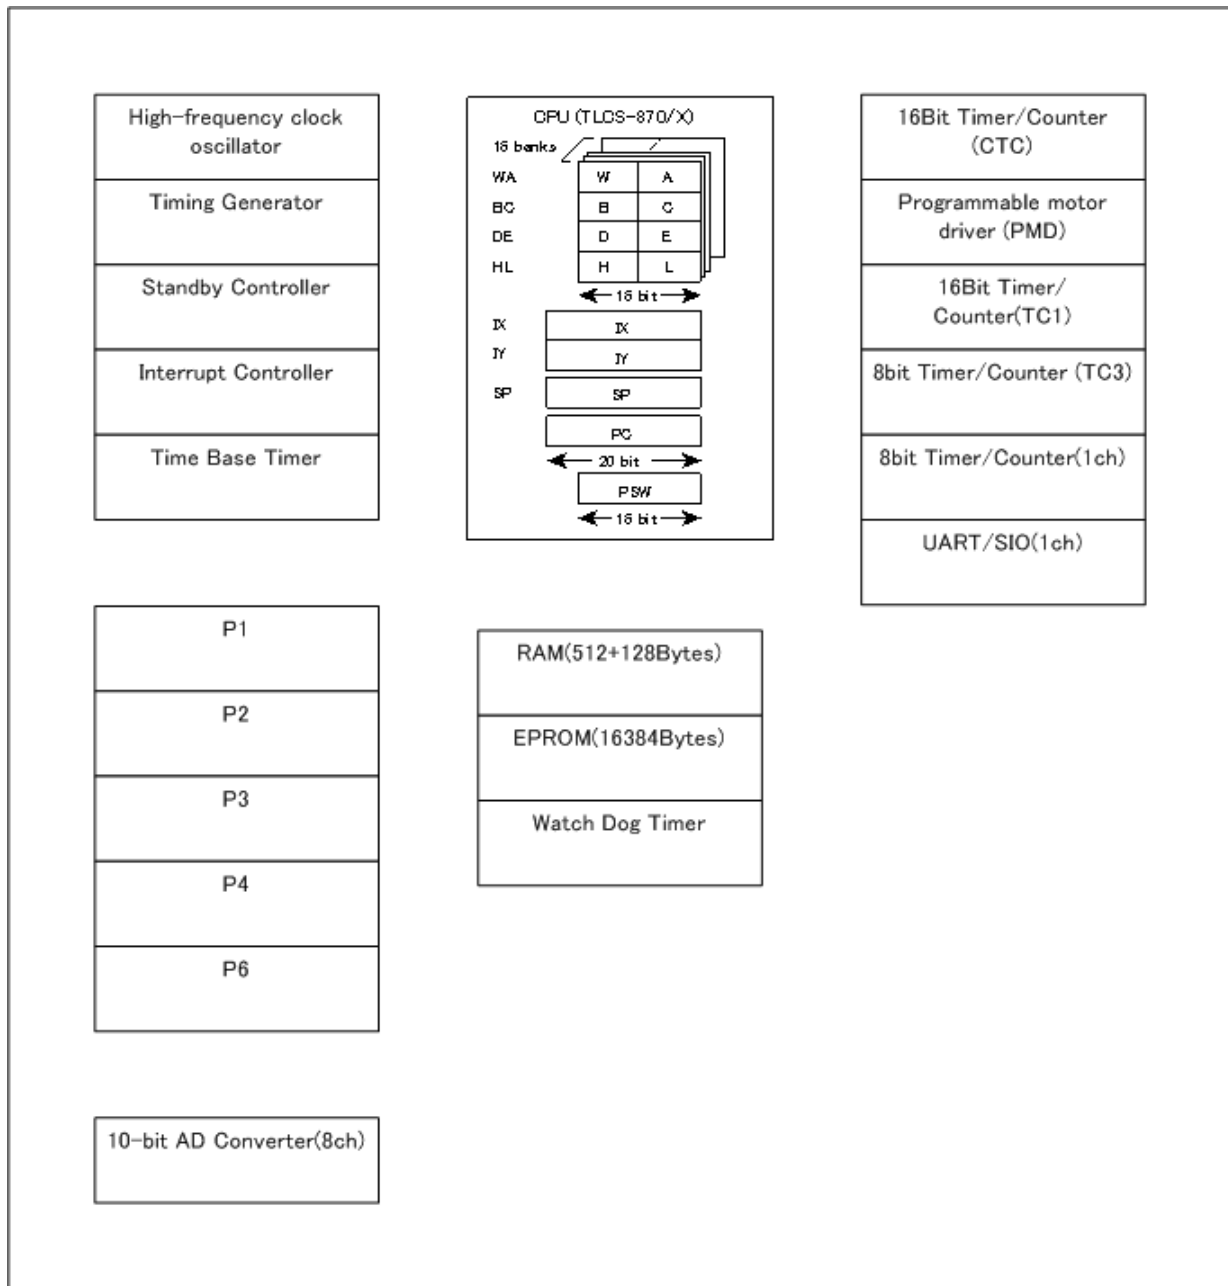 High-frequency clock
oscillator
Timing Generator
Standby Controller
Interrupt Controller
Time Base Timer
CPU (TLCS-870/X)
16 banks
WA W A
BC B C
DE D E
HL H L
16 bit
IX IX
IY IY
SP SP
PC
20 bit
PSW
16 bit
16Bit Timer/Counter
(CTC)
Programmable motor
driver (PMD)
16Bit Timer/
Counter(TC1)
8bit Timer/Counter (TC3)
8bit Timer/Counter(1ch)
UART/SIO(1ch)
P1
P2
P3
P4
P6
RAM(512+128Bytes)
EPROM(16384Bytes)
Watch Dog Timer
10-bit AD Converter(8ch)